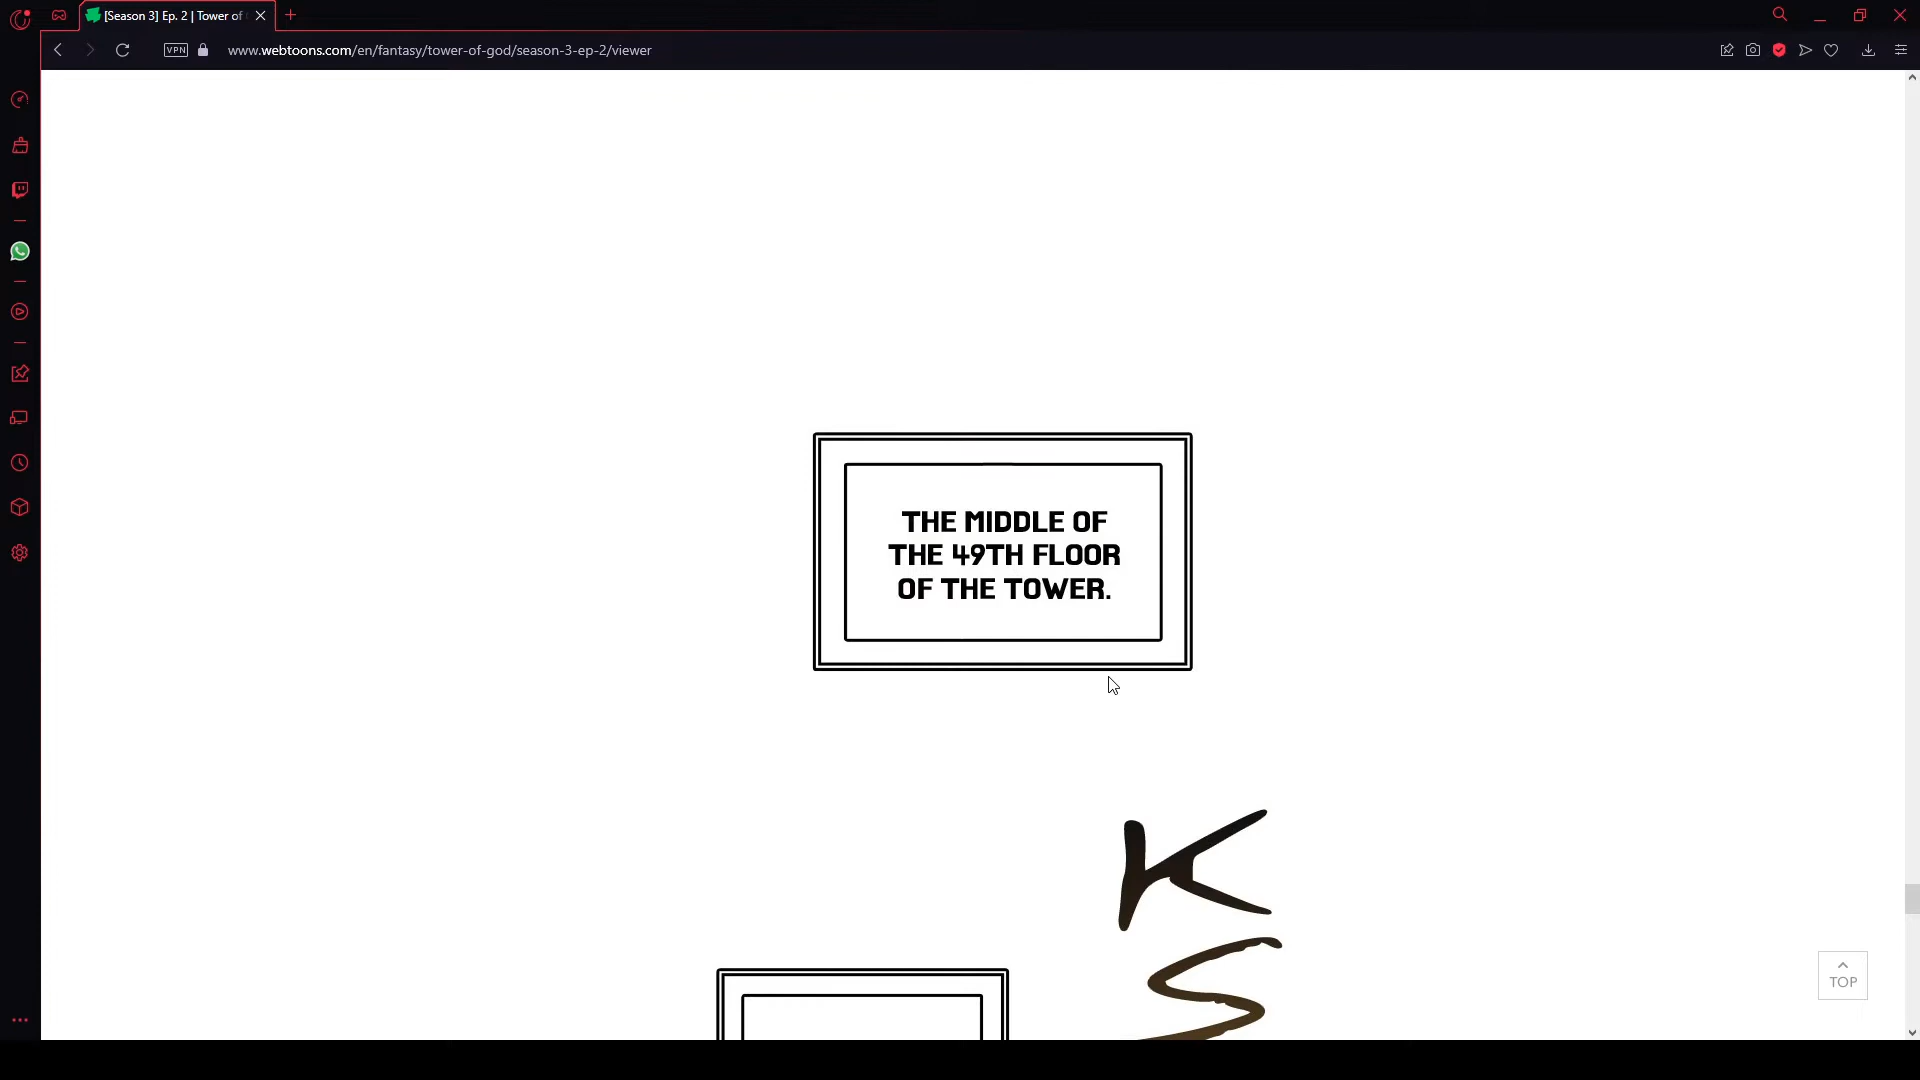 [Season 3] Ep. 2 | Tower of
VPN
www.webtoons.com/en/fantasy/tower-of-god/season-3-ep-2/viewer
THE MIDDLE OF
THE 49TH FLOOR
OF THE TOWER.
K
S
TOP